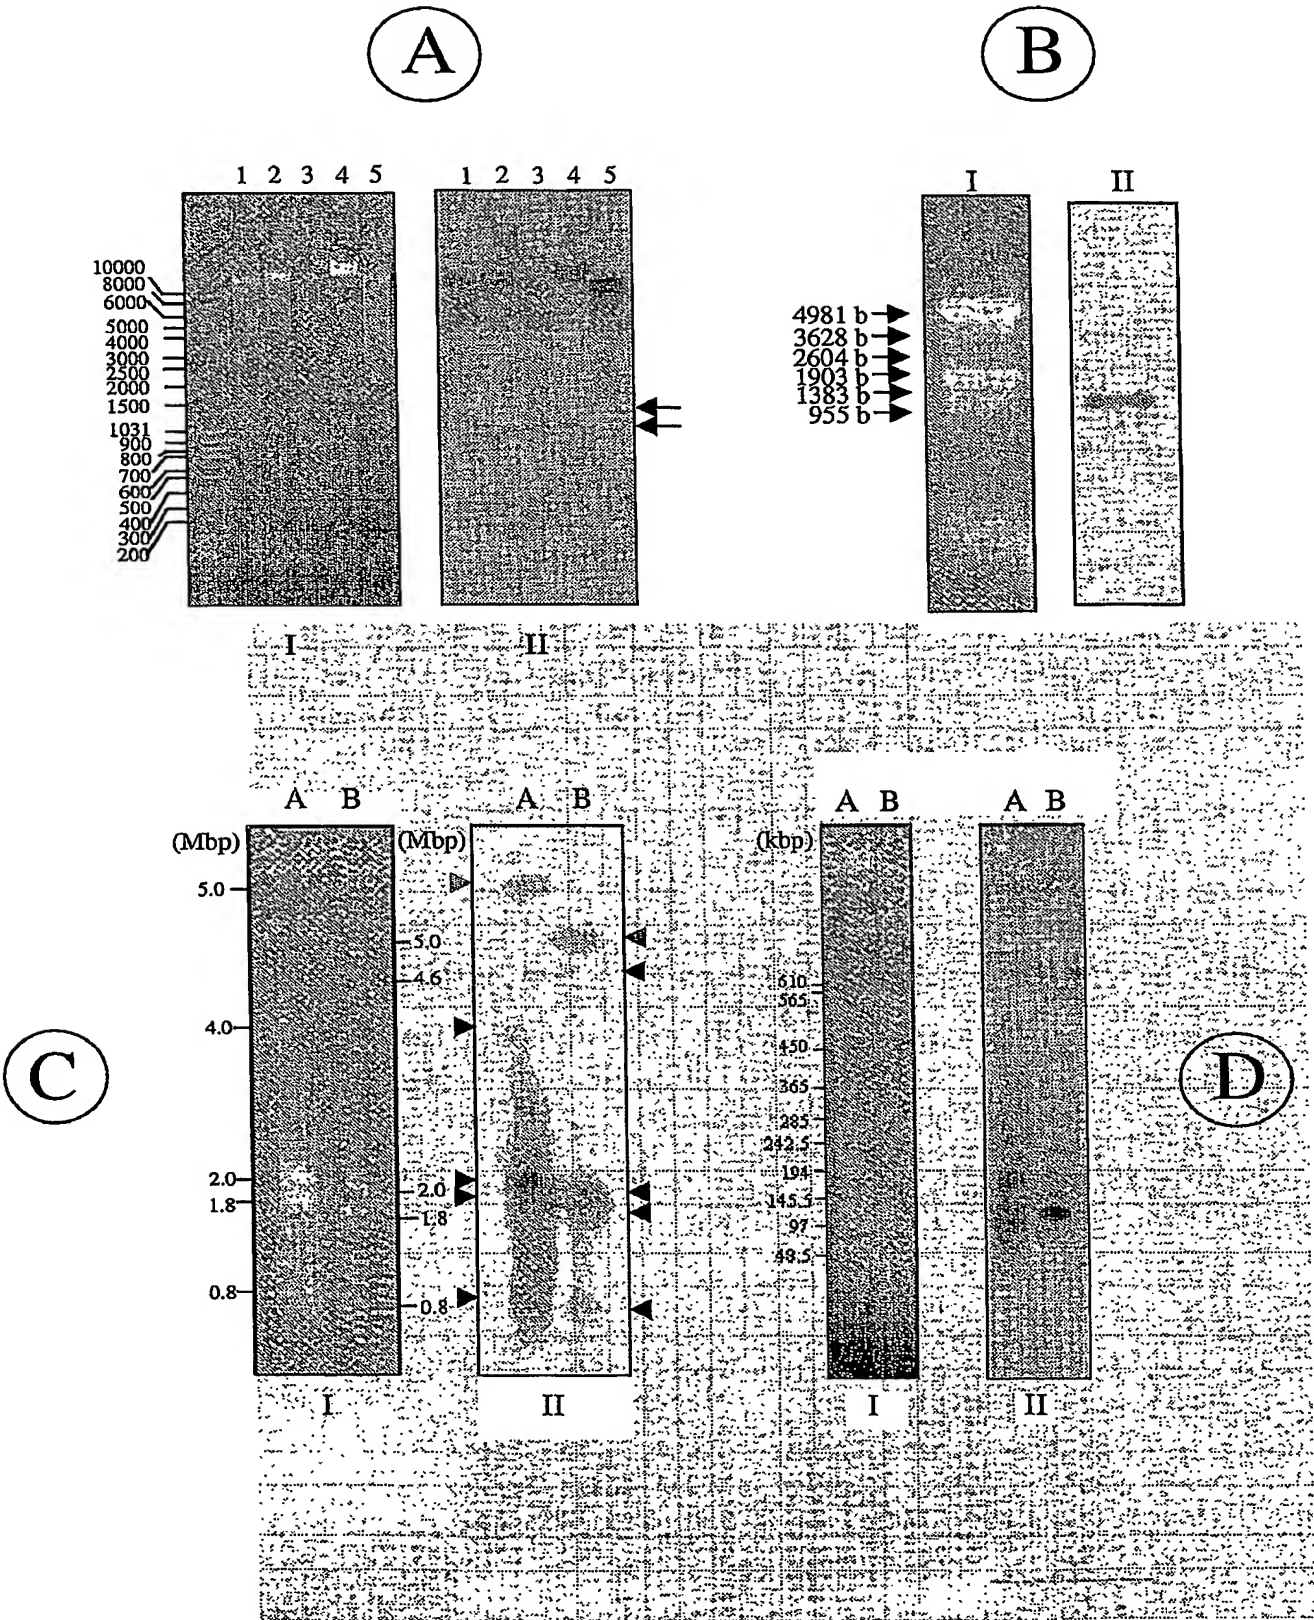 A
B
1 2 3 4 5
1 2 3 4 5
I
II
10000
8000
6000
5000
4000
3000
2500
2000
1500
1031
900
800
700
600
500
400
300
200
4981 b
3628 b
2604 b
1903 b
1383 b
955 b
I
II
A B
A B
A B
A B
(Mbp)
(Mbp)
(kbp)
5.0
4.0
2.0
1.8
0.8
5.0
4.6
2.0
1.8
0.8
610
565
450
365
285
242.5
194
145.5
97
48.5
C
D
I
II
I
II